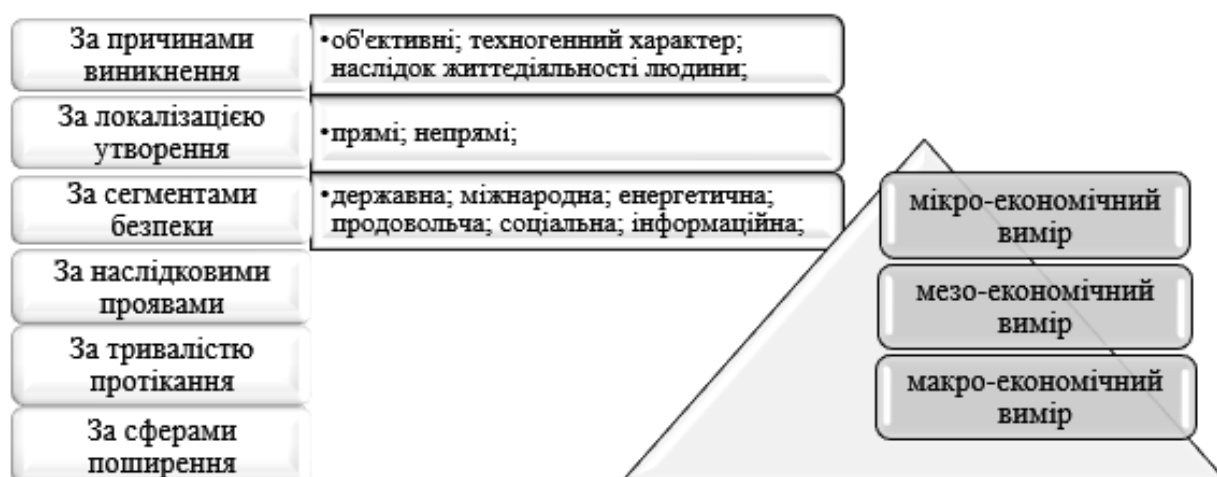 За причинами
виникнення
•об'єктивні; техногенний характер;
наслідок життєдіяльності людини;
За локалізацією
утворення
•прямі; непрямі;
За сегментами
безпеки
•державна; міжнародна; енергетична;
продовольча; соціальна; інформаційна;
За наслідковими
проявами
За тривалістю
протікання
За сферами
поширення
мікро-економічний
вимір
мезо-економічний
вимір
макро-економічний
вимір